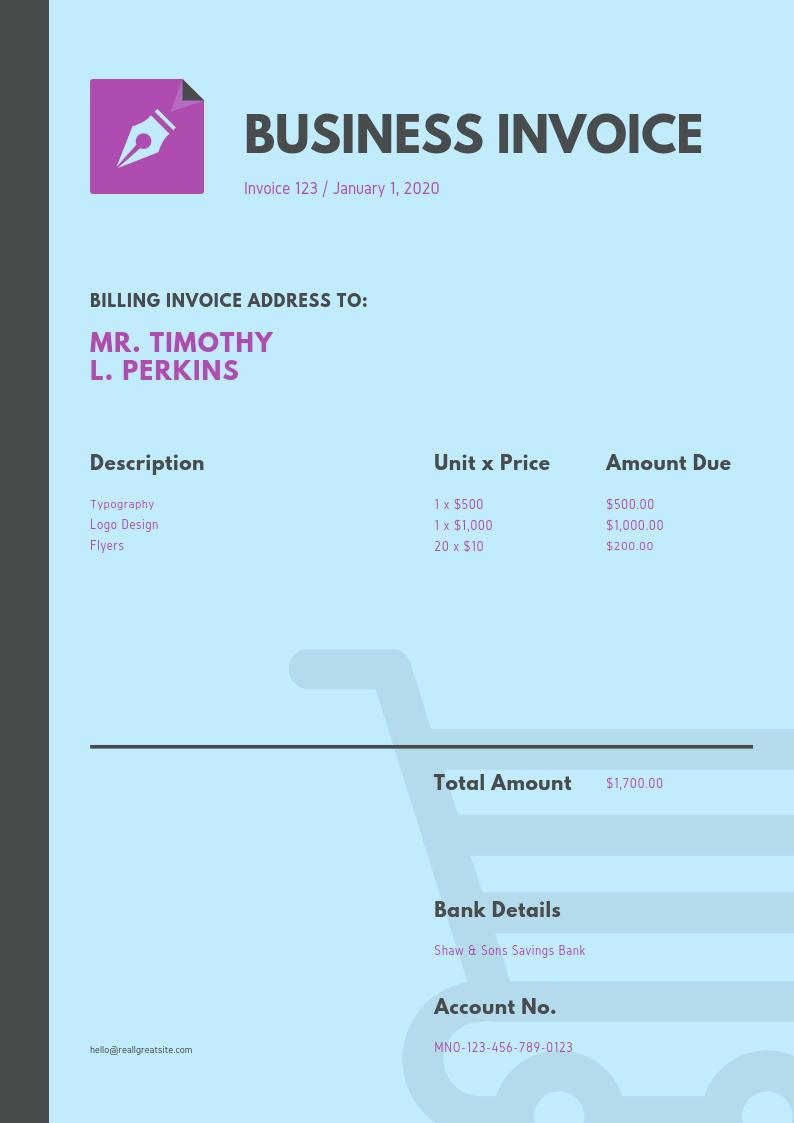 BUSINESS INVOICE
Invoice 123 / January 1, 2020
BILLING INVOICE ADDRESS TO:
MR. TIMOTHY
L. PERKINS
Description Unit x Price Amount Due
Typography 1 x $500 $500.00
Logo Design 1 x $1,000 $1,000.00
Flyers 20 x $10 $200.00
Total Amount $1,700.00
Bank Details
Shaw & Sons Savings Bank
Account No.
hello@reallgreatsite.com MNO-123-456-789-0123